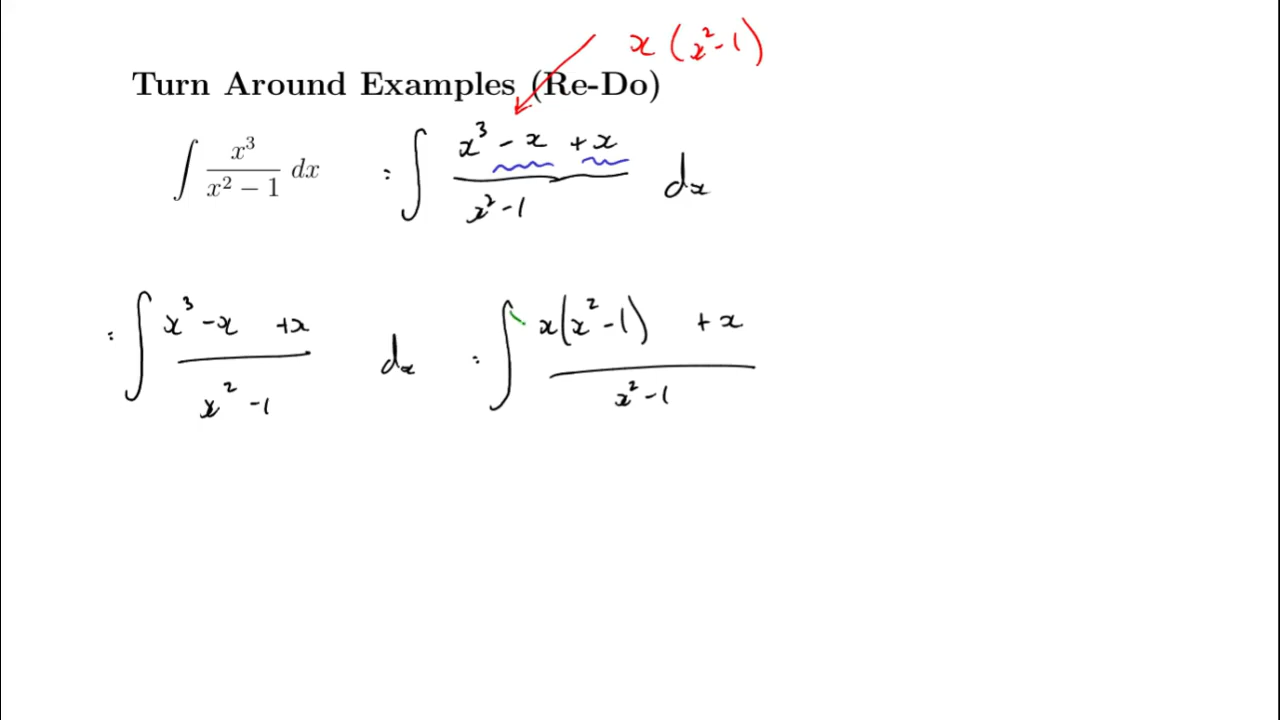 x(x²-1)
Turn Around Examples (Re-Do)
∫ x³/(x² − 1) dx = ∫ (x³ - x + x)/(x² - 1) dx
= ∫ (x³ - x + x)/(x² - 1) dx = ∫ (x(x² - 1) + x)/(x² - 1)